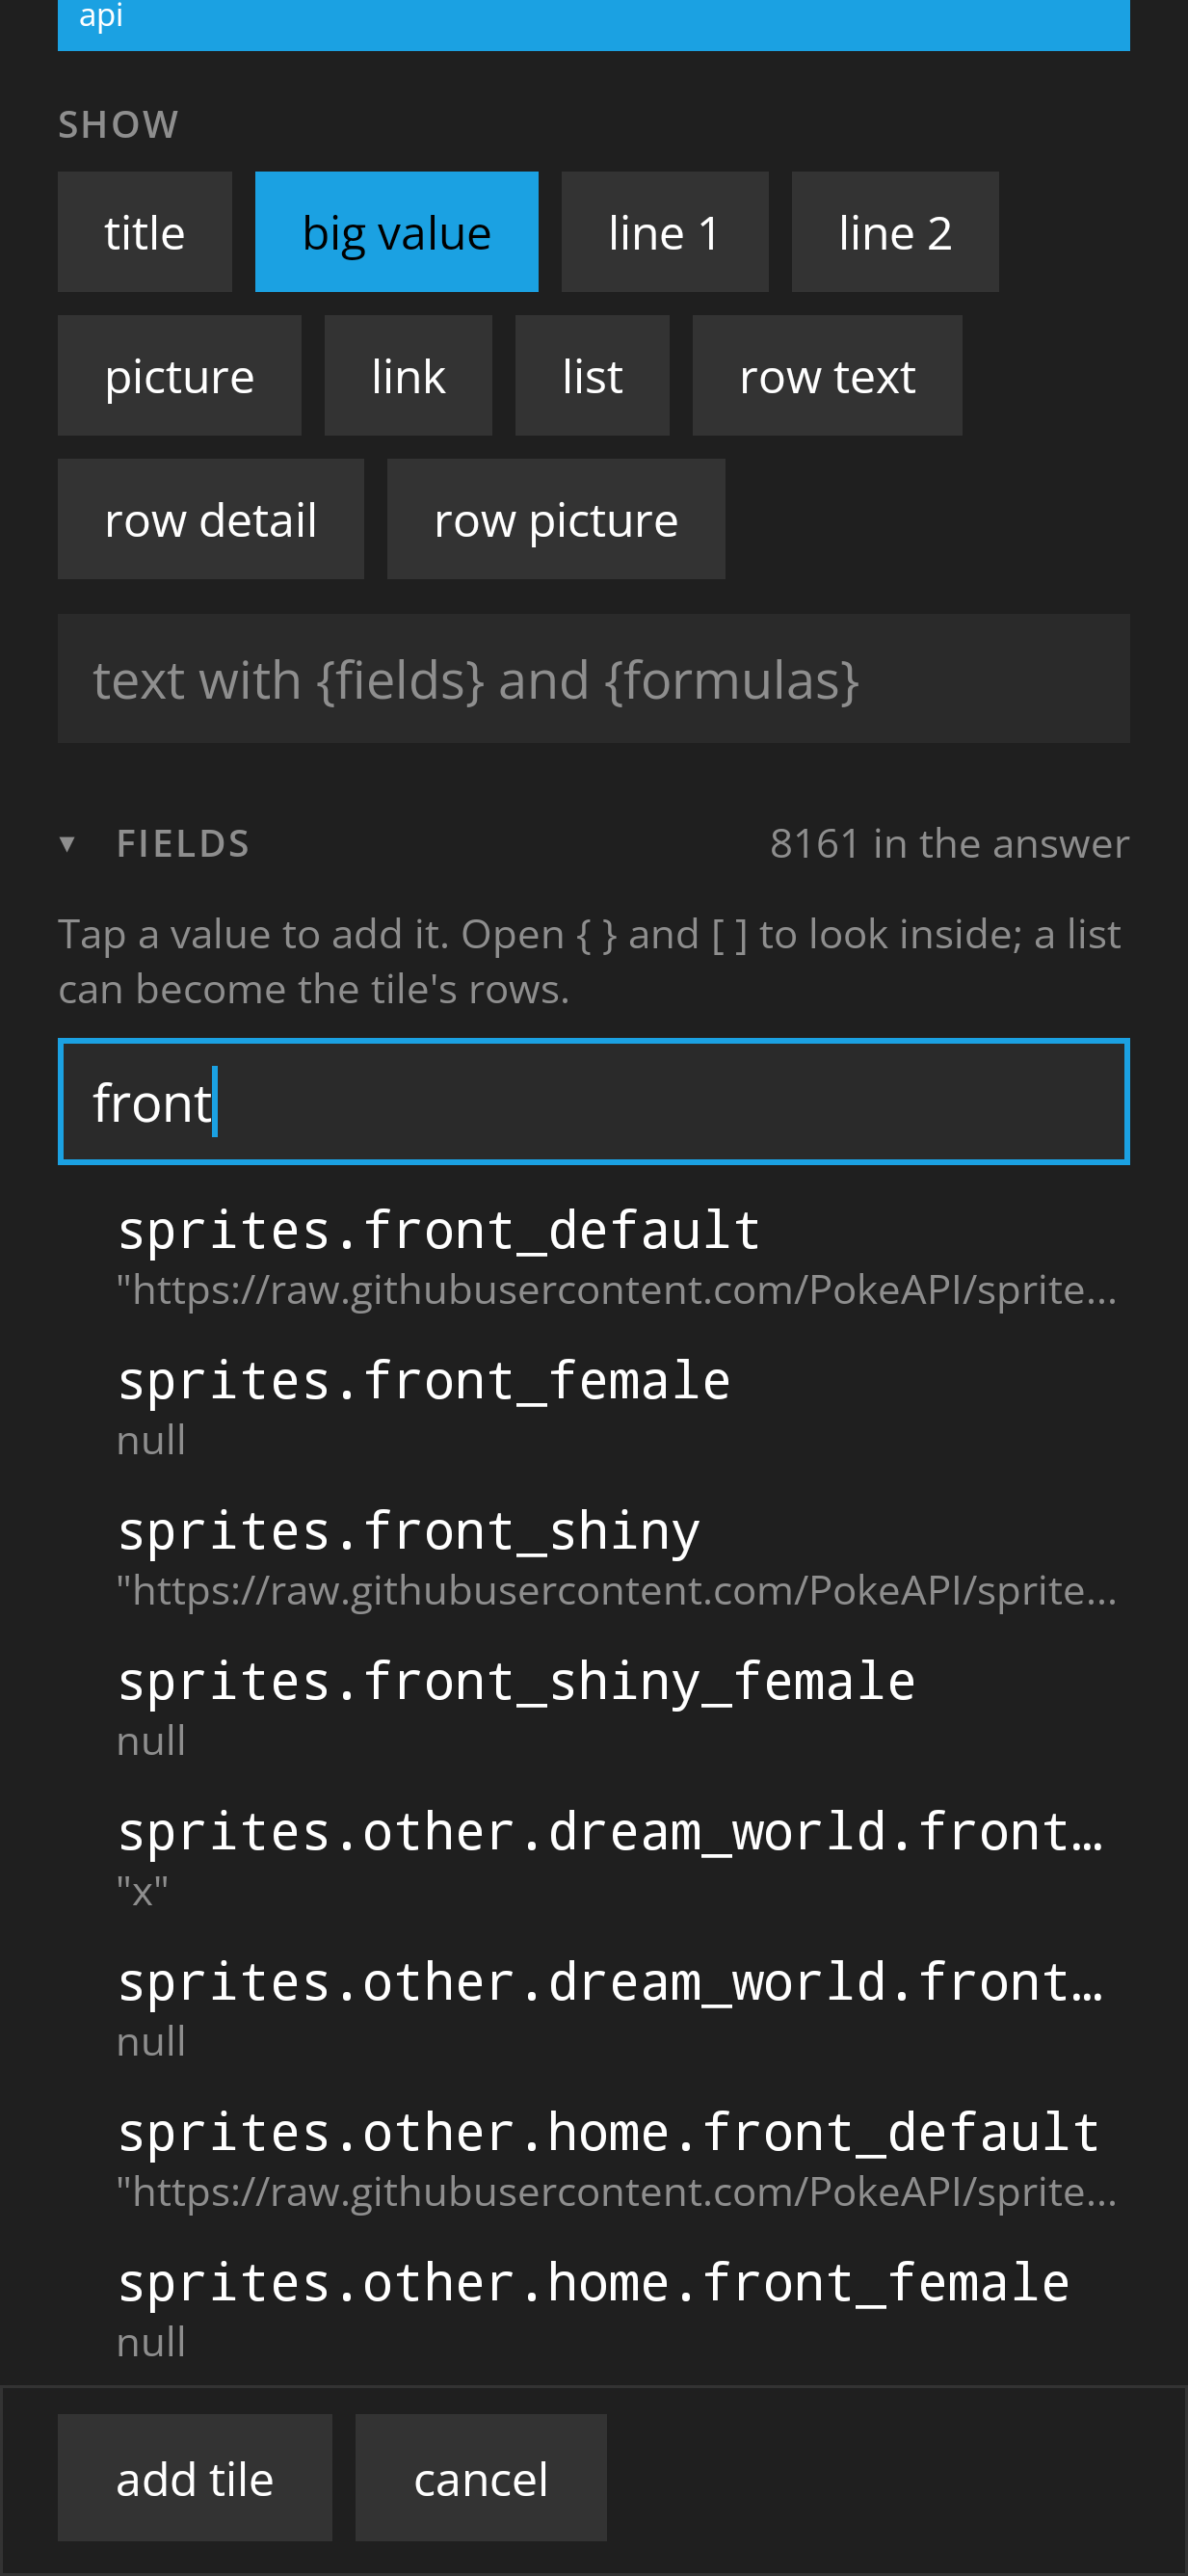 api
SHOW
title
big value
line 1
line 2
picture
link
list
row text
row detail
row picture
text with {fields} and {formulas}
▼ FIELDS
8161 in the answer
Tap a value to add it. Open { } and [ ] to look inside; a list
can become the tile's rows.
front
sprites.front_default
"https://raw.githubusercontent.com/PokeAPI/sprite...
sprites.front_female
null
sprites.front_shiny
"https://raw.githubusercontent.com/PokeAPI/sprite...
sprites.front_shiny_female
null
sprites.other.dream_world.front…
"x"
sprites.other.dream_world.front…
null
sprites.other.home.front_default
"https://raw.githubusercontent.com/PokeAPI/sprite...
sprites.other.home.front_female
null
add tile
cancel